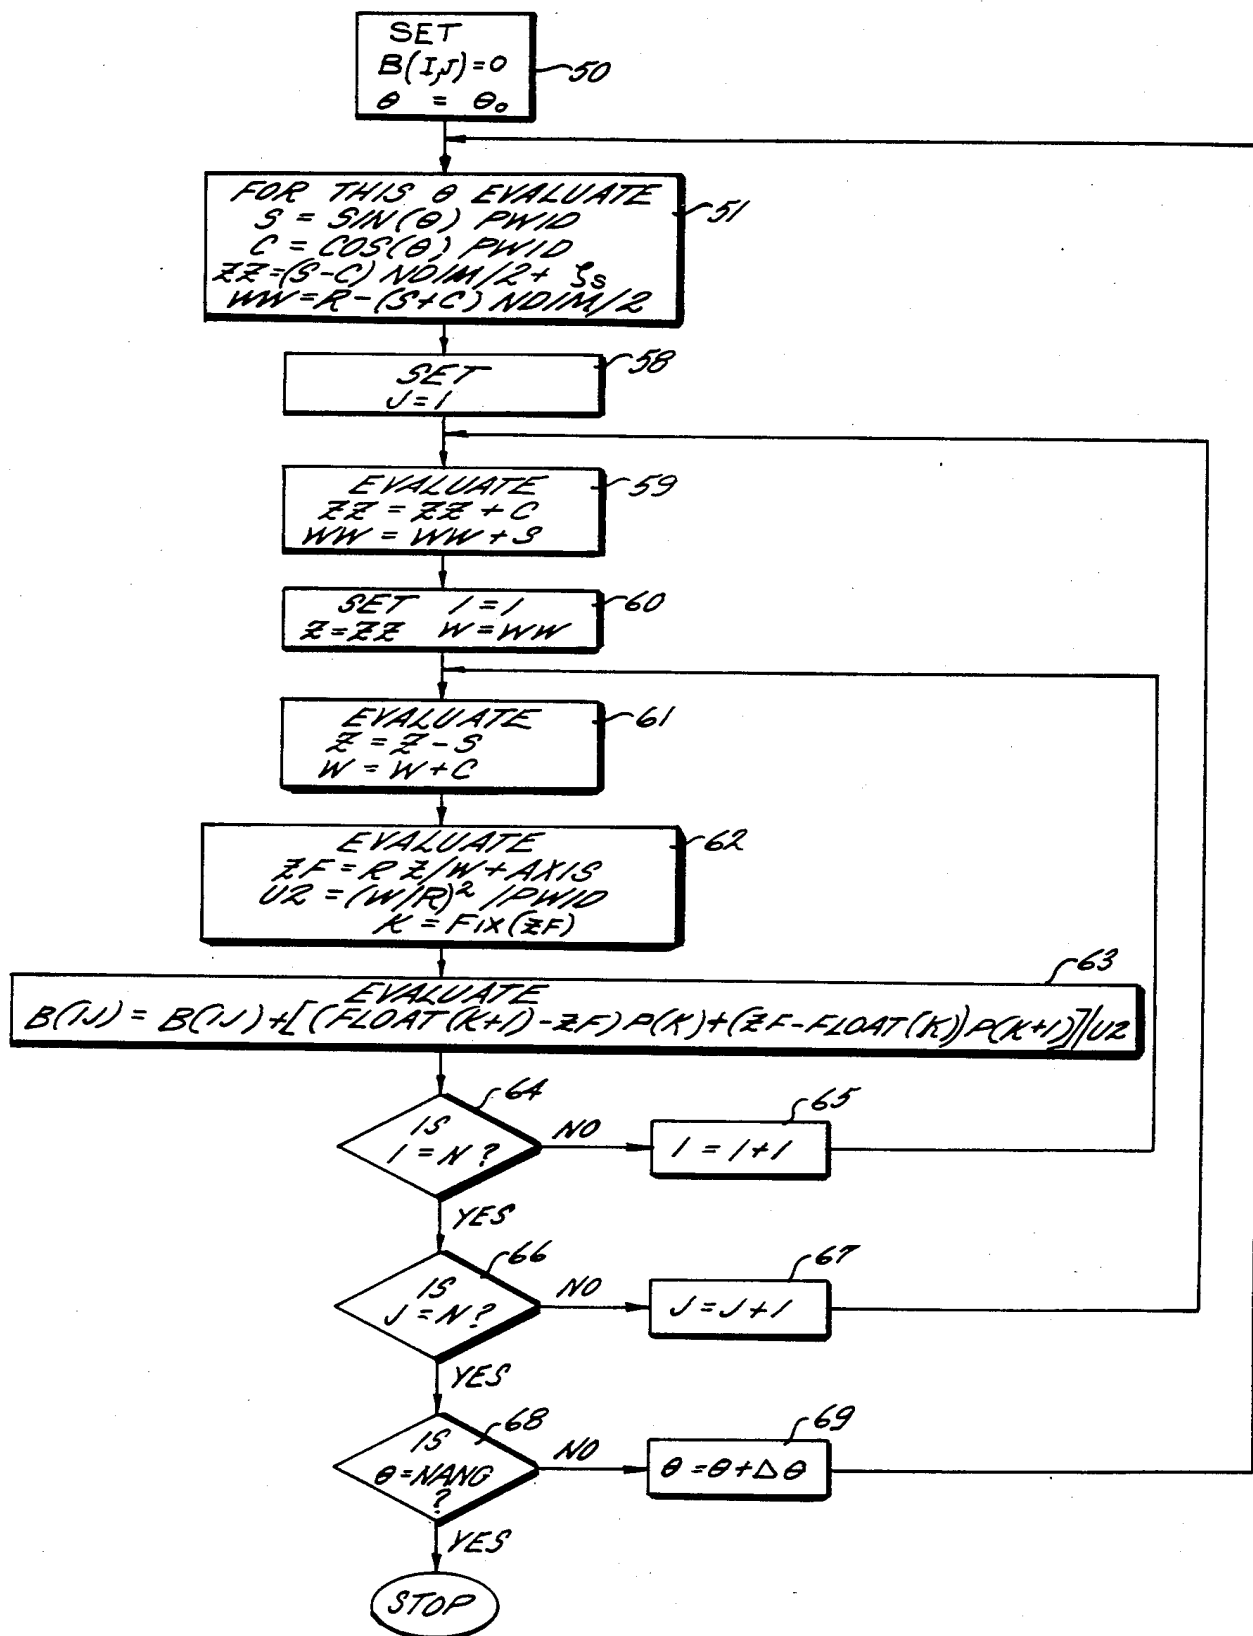 SET
B(I,J)=0
θ = θ₀
50
FOR THIS θ EVALUATE
S = SIN(θ) PWID
C = COS(θ) PWID
ZZ=(S-C) NDIM/2+ ζs
WW=R-(S+C) NDIM/2
51
SET
J=1
58
EVALUATE
ZZ = ZZ + C
WW = WW + S
59
SET I = 1
Z=ZZ W=WW
60
EVALUATE
Z = Z - S
W = W + C
61
EVALUATE
ZF = R Z/W + AXIS
U2 = (W/R)² / PWID
K = FIX(ZF)
62
63
EVALUATE
B(IJ) = B(IJ) + [(FLOAT(K+1) - ZF) P(K) + (ZF - FLOAT(K)) P(K+1)]/U2
64
IS
I = N ?
NO
65
I = I + 1
YES
66
IS
J = N ?
NO
67
J = J + 1
YES
68
IS
θ = NANG
?
NO
69
θ = θ + Δ θ
YES
STOP